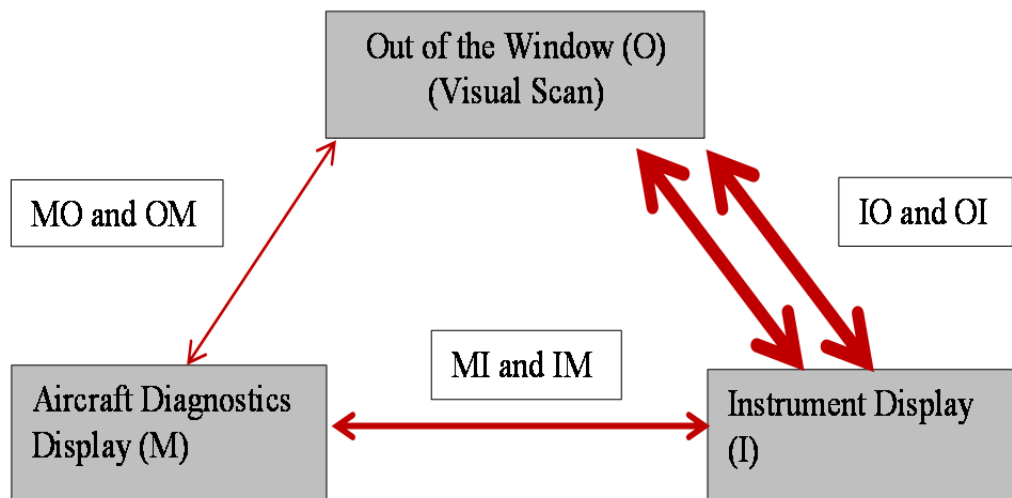 Out of the Window (O)
(Visual Scan)
MO and OM
IO and OI
MI and IM
Aircraft Diagnostics
Display (M)
Instrument Display
(I)